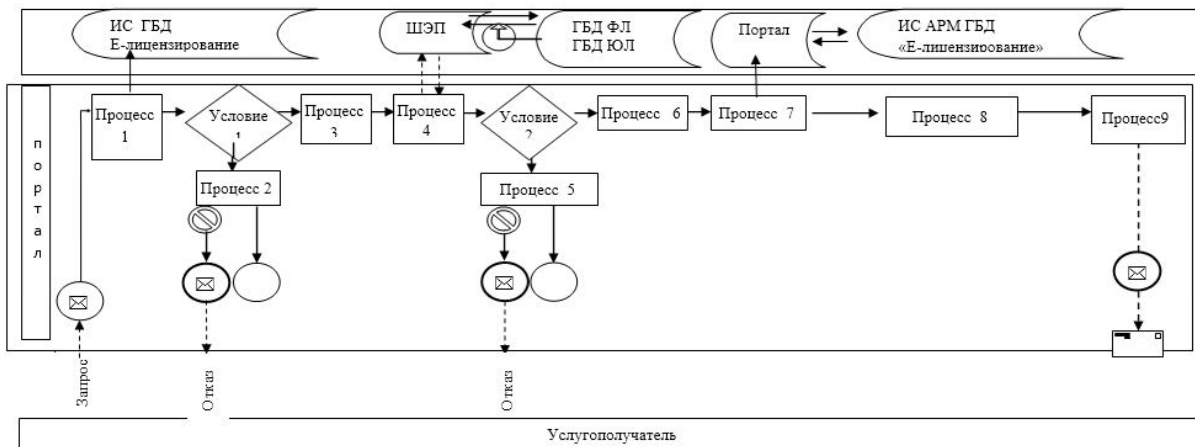 ИС ГБД
Е-лицензирование
ШЭП
ГБД ФЛ
ГБД ЮЛ
Портал
ИС АРМ ГБД
«Е-лицензирование»
портал
Процесс
1
Условие
1
Процесс
3
Процесс
4
Условие
2
Процесс 6
Процесс 7
Процесс 8
Процесс9
Процесс 2
Процесс 5
Запрос
Отказ
Отказ
Услугополучатель